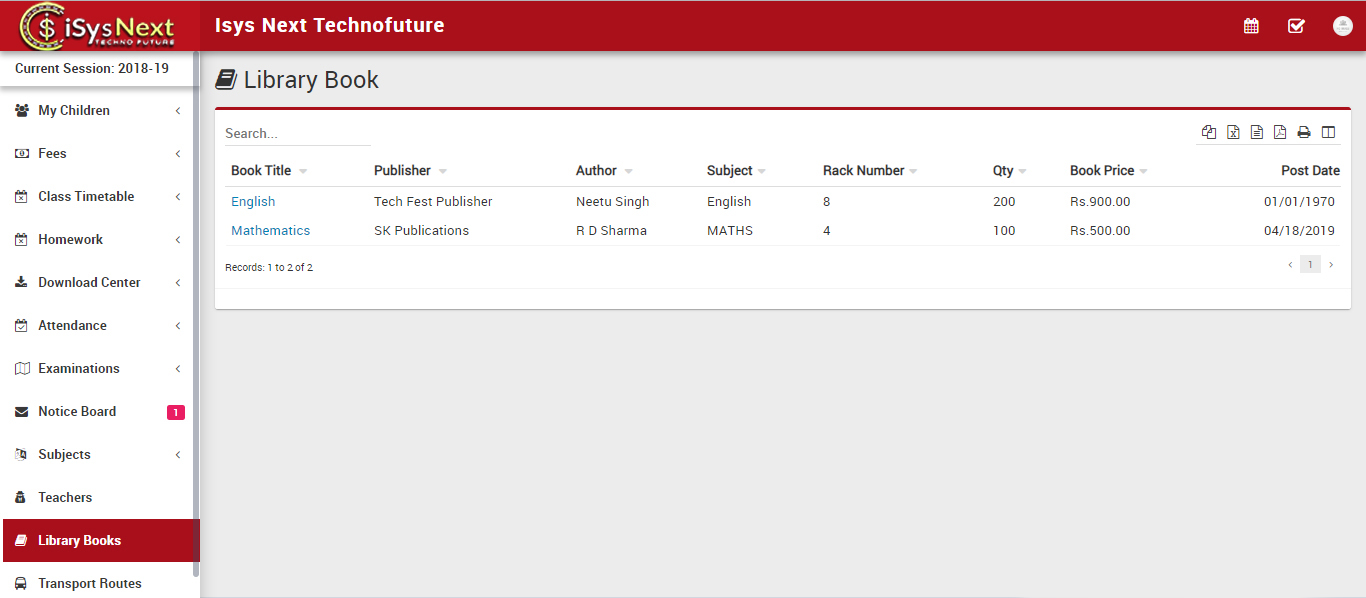 iSysNext
TECHNO FUTURE
Isys Next Technofuture
Current Session: 2018-19
My Children
Fees
Class Timetable
Homework
Download Center
Attendance
Examinations
Notice Board 1
Subjects
Teachers
Library Books
Transport Routes
Library Book
Search...
Book Title Publisher Author Subject Rack Number Qty Book Price Post Date
English Tech Fest Publisher Neetu Singh English 8 200 Rs.900.00 01/01/1970
Mathematics SK Publications R D Sharma MATHS 4 100 Rs.500.00 04/18/2019
Records: 1 to 2 of 2
1